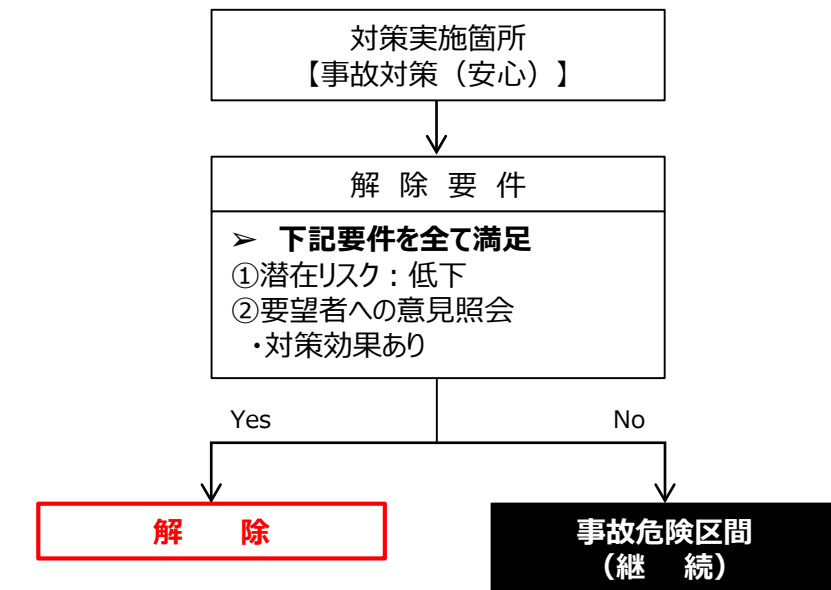 対策実施箇所
【事故対策（安心）】
解 除 要 件
➢ 下記要件を全て満足
①潜在リスク：低下
②要望者への意見照会
・対策効果あり
Yes
No
解　除
事故危険区間
（継　続）